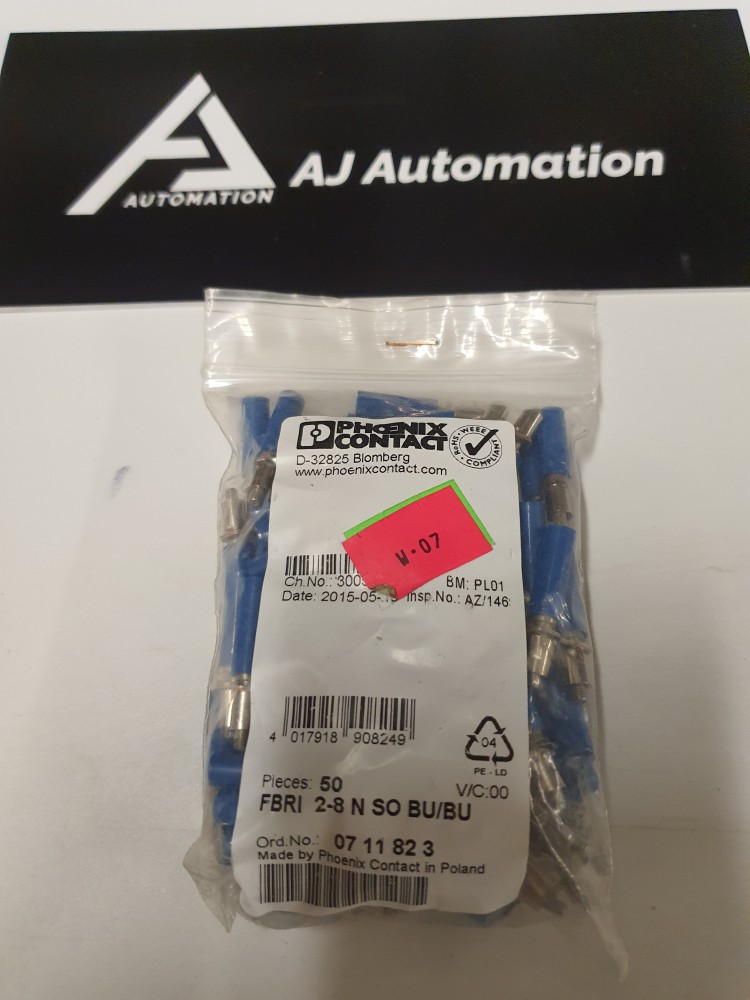 AUTOMATION
AJ Automation
PHOENIX
CONTACT
RoHS · WEEE
COMPLIANT
D-32825 Blomberg
www.phoenixcontact.com
W-07
Ch.No.: 300
BM: PL01
Date: 2015-05- Insp.No.: AZ/146
4 017918 908249
04
PE - LD
Pieces: 50
V/C:00
FBRI 2-8 N SO BU/BU
Ord.No.: 07 11 82 3
Made by Phoenix Contact in Poland